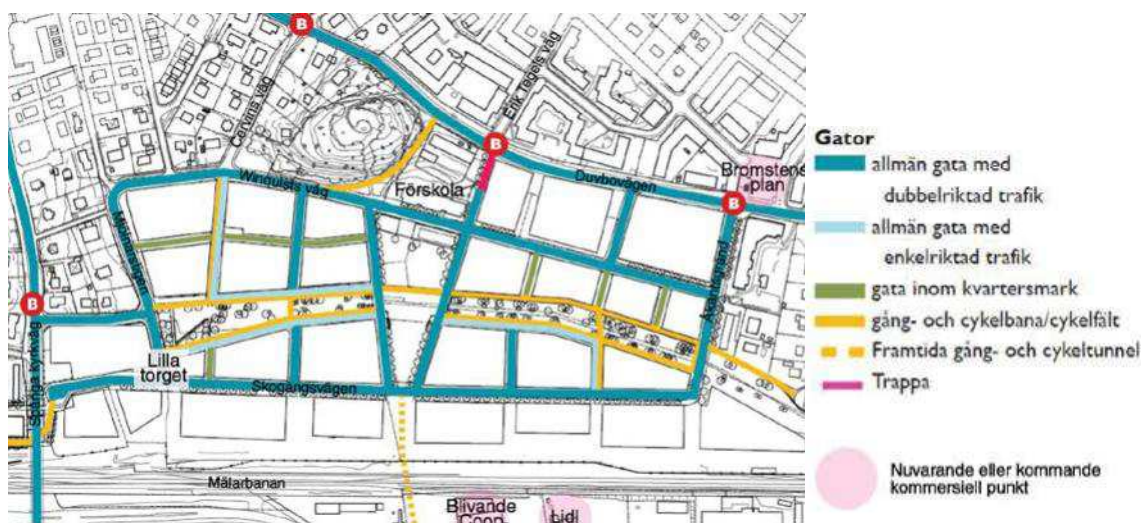 B
Erik Tegels väg
Cervins väg
B
Winquists väg
Förskola
Duvbovägen
Bromstens
plan
B
B
Spånga kyrkväg
Lilla
torget
Skogängsvägen
Mälarbanan
Blivande
Coop
Lidl
Gator
allmän gata med
dubbelriktad trafik
allmän gata med
enkelriktad trafik
gata inom kvartersmark
gång- och cykelbana/cykelfält
Framtida gång- och cykeltunnel
Trappa
Nuvarande eller kommande
kommersiell punkt